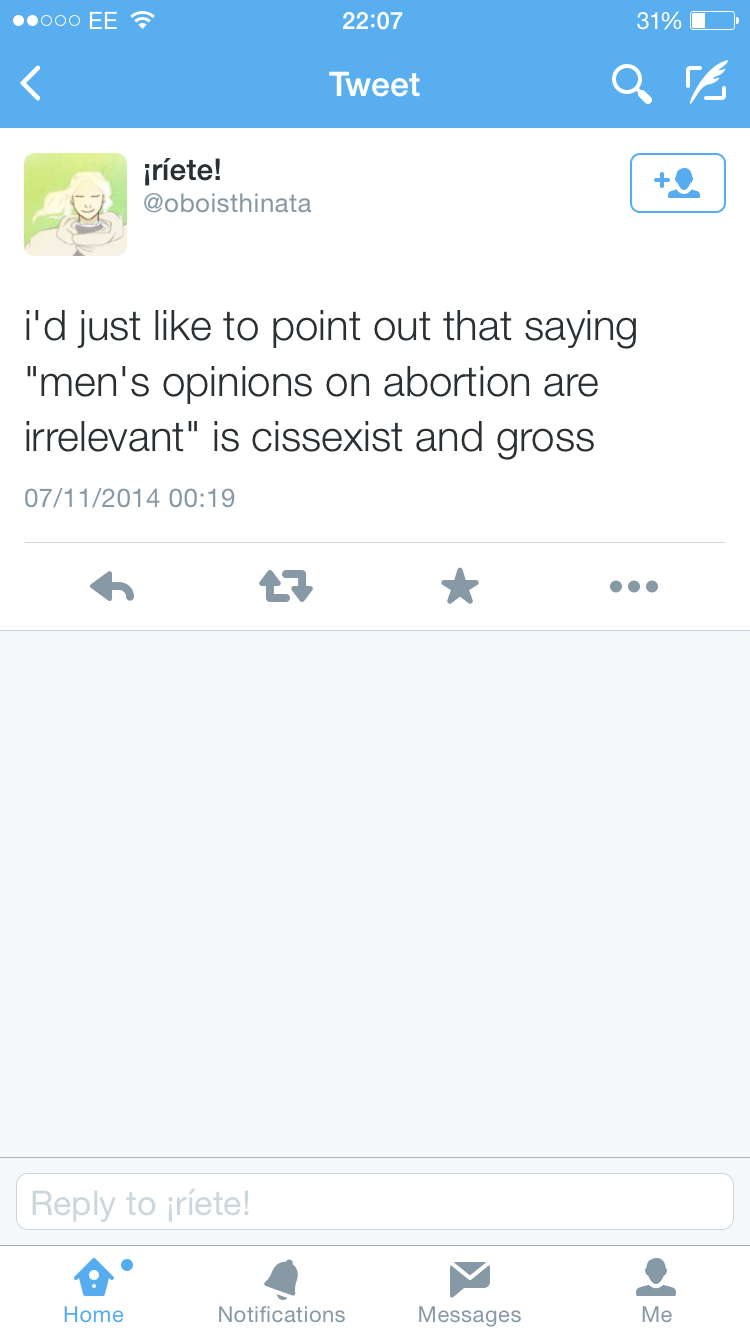 EE 22:07 31%
Tweet
¡ríete!
@oboisthinata
i'd just like to point out that saying
"men's opinions on abortion are
irrelevant" is cissexist and gross
07/11/2014 00:19
Reply to ¡ríete!
Home Notifications Messages Me